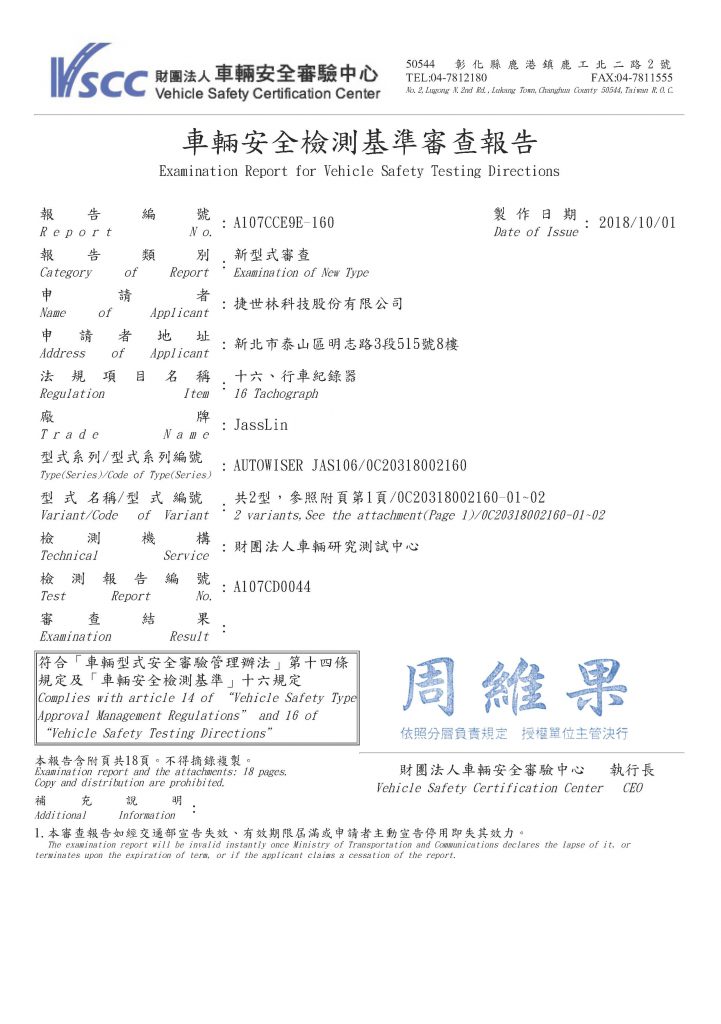 VSCC 財團法人車輛安全審驗中心
Vehicle Safety Certification Center
50544 彰化縣鹿港鎮鹿工北二路2號
TEL:04-7812180 FAX:04-7811555
No.2,Lugong N.2nd Rd.,Lukang Town,Changhua County 50544,Taiwan R.O.C.
車輛安全檢測基準審查報告
Examination Report for Vehicle Safety Testing Directions
報告編號 : A107CCE9E-160 製作日期 : 2018/10/01
Report No. Date of Issue
報告類別 : 新型式審查
Category of Report Examination of New Type
申請者 : 捷世林科技股份有限公司
Name of Applicant
申請者地址 : 新北市泰山區明志路3段515號8樓
Address of Applicant
法規項目名稱 : 十六、行車紀錄器
Regulation Item 16 Tachograph
廠牌 : JassLin
Trade Name
型式系列/型式系列編號 : AUTOWISER JAS106/0C20318002160
Type(Series)/Code of Type(Series)
型式名稱/型式編號 : 共2型，參照附頁第1頁/0C20318002160-01~02
Variant/Code of Variant 2 variants,See the attachment(Page 1)/0C20318002160-01~02
檢測機構 : 財團法人車輛研究測試中心
Technical Service
檢測報告編號 : A107CD0044
Test Report No.
審查結果 :
Examination Result
符合「車輛型式安全審驗管理辦法」第十四條
規定及「車輛安全檢測基準」十六規定
Complies with article 14 of “Vehicle Safety Type
Approval Management Regulations” and 16 of
“Vehicle Safety Testing Directions”
周維果
依照分層負責規定 授權單位主管決行
本報告含附頁共18頁。不得摘錄複製。
Examination report and the attachments: 18 pages.
Copy and distribution are prohibited.
財團法人車輛安全審驗中心 執行長
Vehicle Safety Certification Center CEO
補充說明 :
Additional Information
1.本審查報告如經交通部宣告失效、有效期限屆滿或申請者主動宣告停用即失其效力。
The examination report will be invalid instantly once Ministry of Transportation and Communications declares the lapse of it, or
terminates upon the expiration of term, or if the applicant claims a cessation of the report.